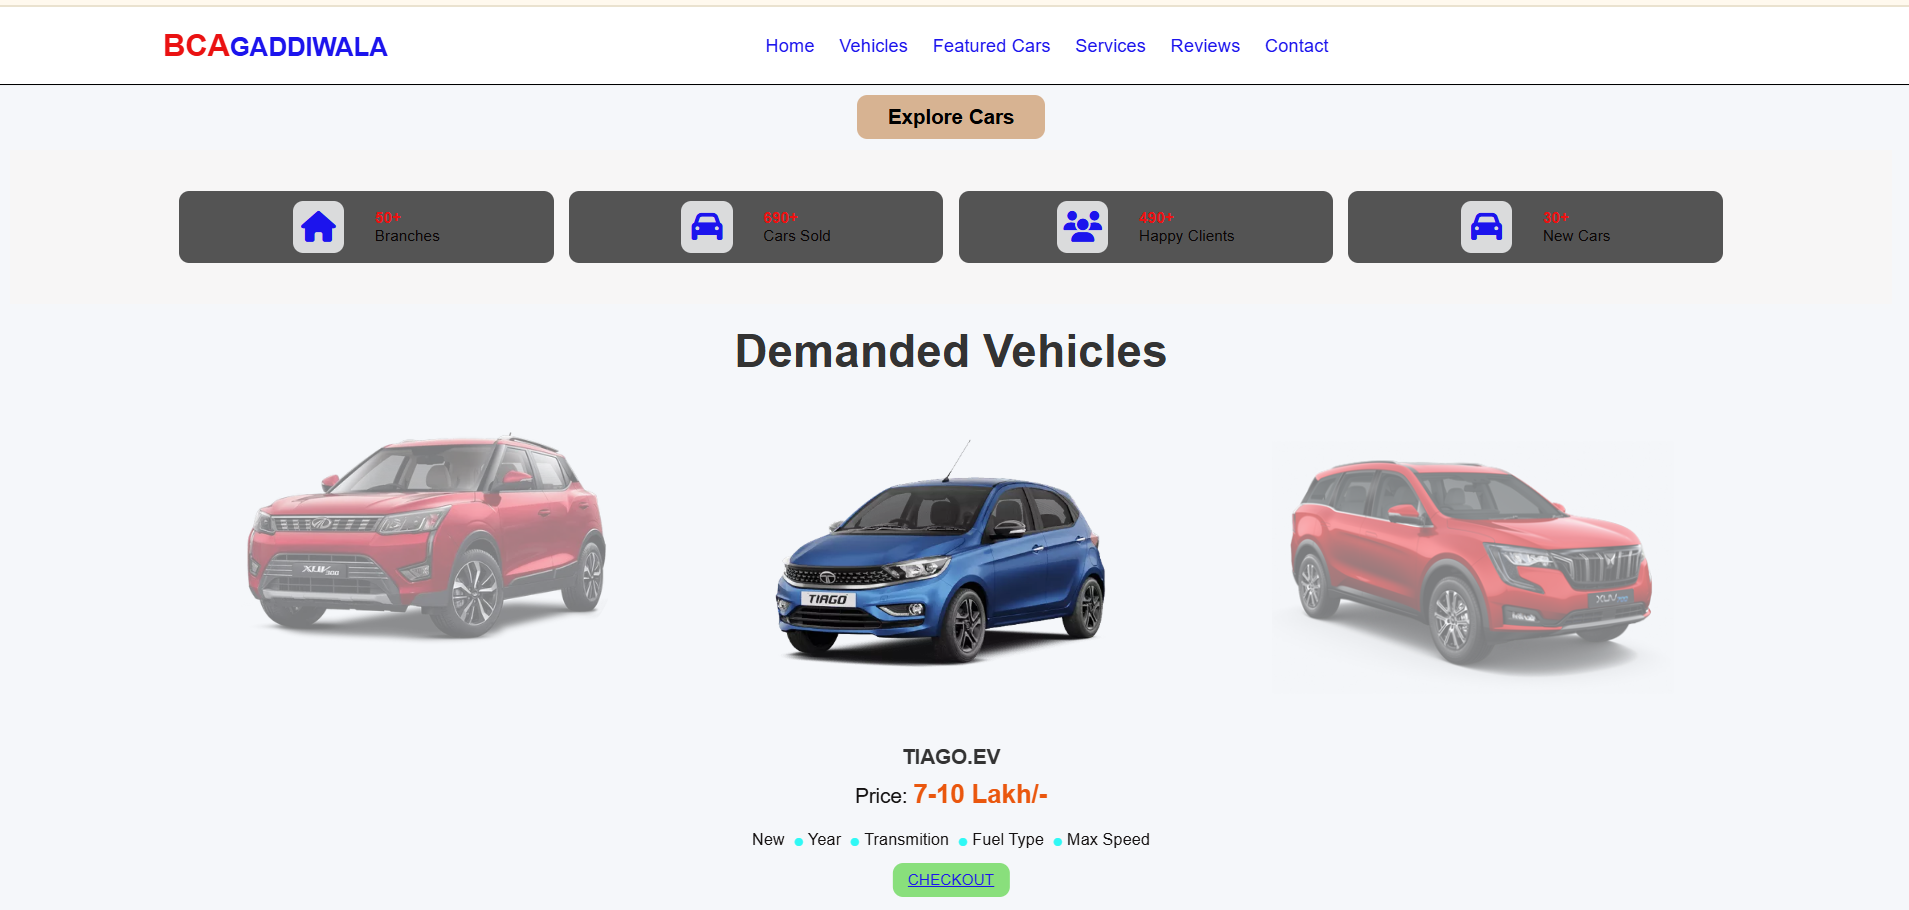 BCAGADDIWALA
Home Vehicles Featured Cars Services Reviews Contact
Explore Cars
50+
Branches
690+
Cars Sold
490+
Happy Clients
30+
New Cars
Demanded Vehicles
XUV300
TIAGO
XUV700
TIAGO.EV
Price: 7-10 Lakh/-
New Year Transmition Fuel Type Max Speed
CHECKOUT